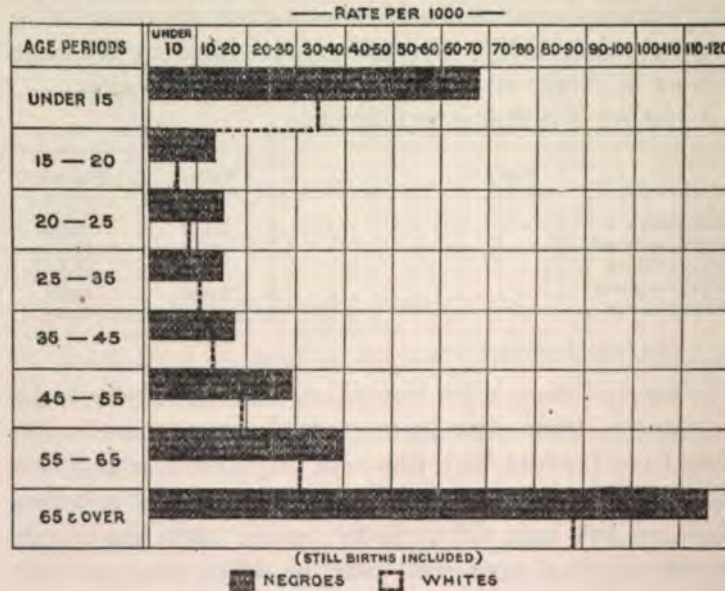 RATE PER 1000
AGE PERIODS UNDER 10 10-20 20-30 30-40 40-50 50-60 60-70 70-80 80-90 90-100 100-110 110-120
UNDER 15
15 — 20
20 — 25
25 — 35
35 — 45
45 — 55
55 — 65
65 & OVER
(STILL BIRTHS INCLUDED)
NEGROES WHITES